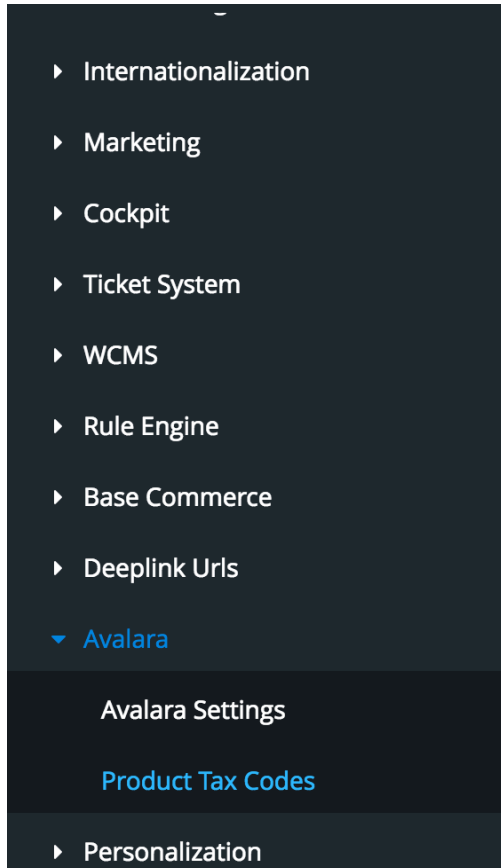 Internationalization
Marketing
Cockpit
Ticket System
WCMS
Rule Engine
Base Commerce
Deeplink Urls
Avalara
Avalara Settings
Product Tax Codes
Personalization